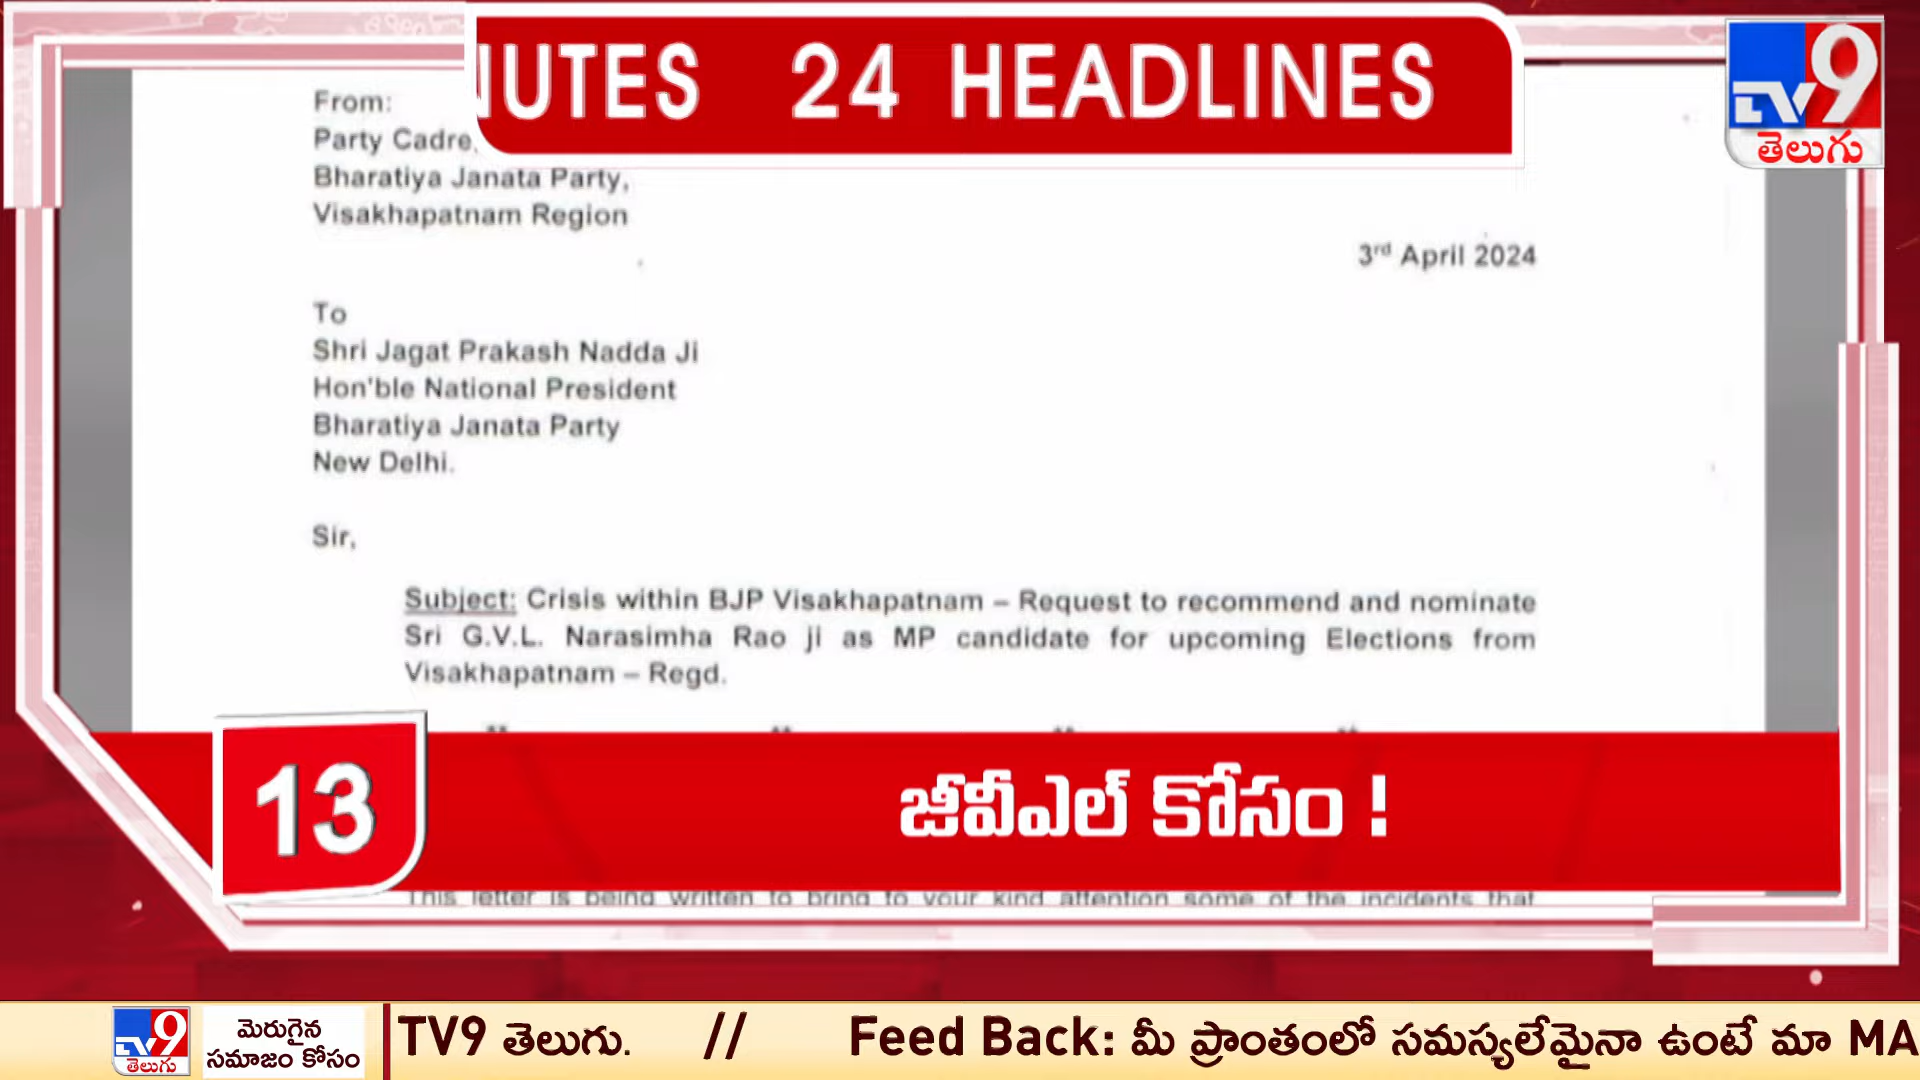 NUTES 24 HEADLINES
TV9
తెలుగు
From:
Party Cadre,
Bharatiya Janata Party,
Visakhapatnam Region
3rd April 2024
To
Shri Jagat Prakash Nadda Ji
Hon'ble National President
Bharatiya Janata Party
New Delhi.
Sir,
Subject: Crisis within BJP Visakhapatnam – Request to recommend and nominate
Sri G.V.L. Narasimha Rao ji as MP candidate for upcoming Elections from
Visakhapatnam – Regd.
13
జీవీఎల్ కోసం !
This letter is being written to bring to your kind attention some of the incidents that
TV9
తెలుగు
మెరుగైన
సమాజం కోసం
TV9 తెలుగు. // Feed Back: మీ ప్రాంతంలో సమస్యలేమైనా ఉంటే మా MA